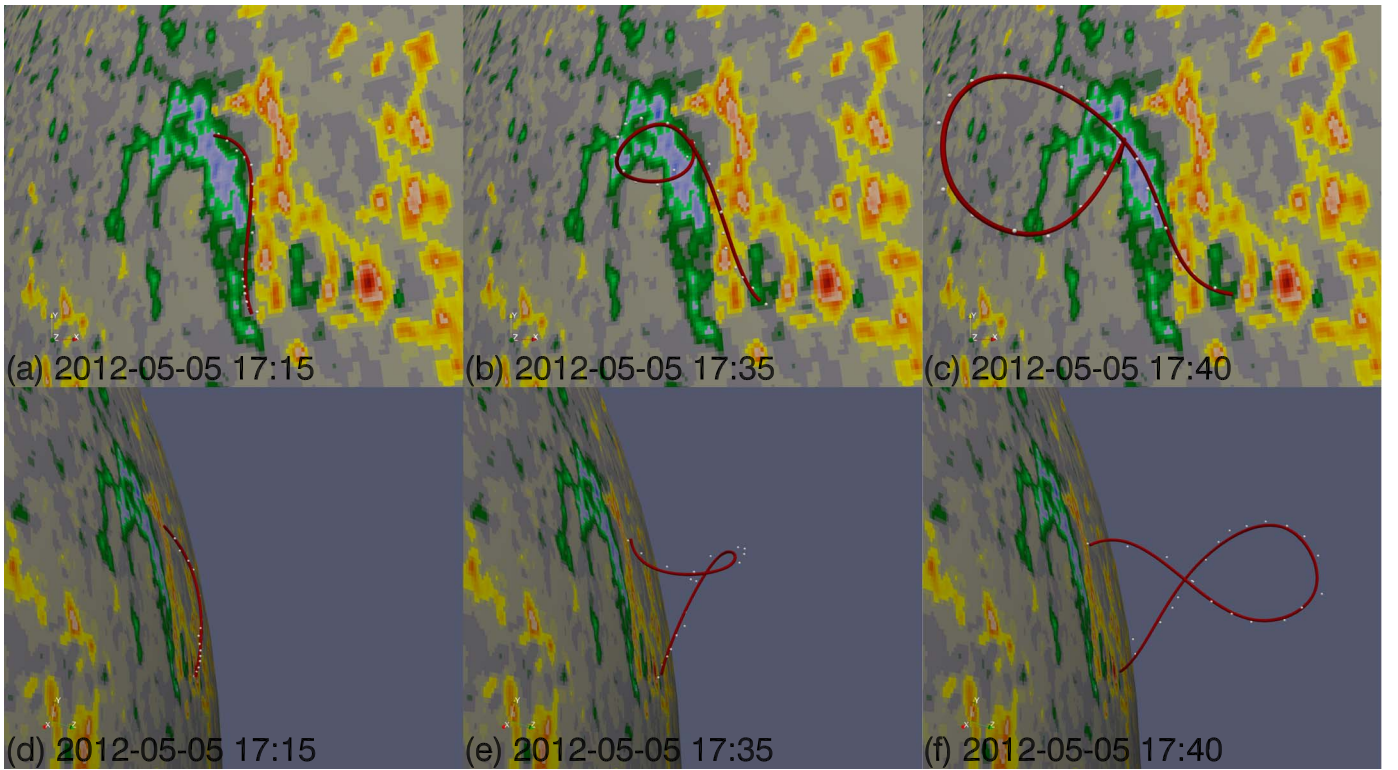 (a) 2012-05-05 17:15
(b) 2012-05-05 17:35
(c) 2012-05-05 17:40
(d) 2012-05-05 17:15
(e) 2012-05-05 17:35
(f) 2012-05-05 17:40